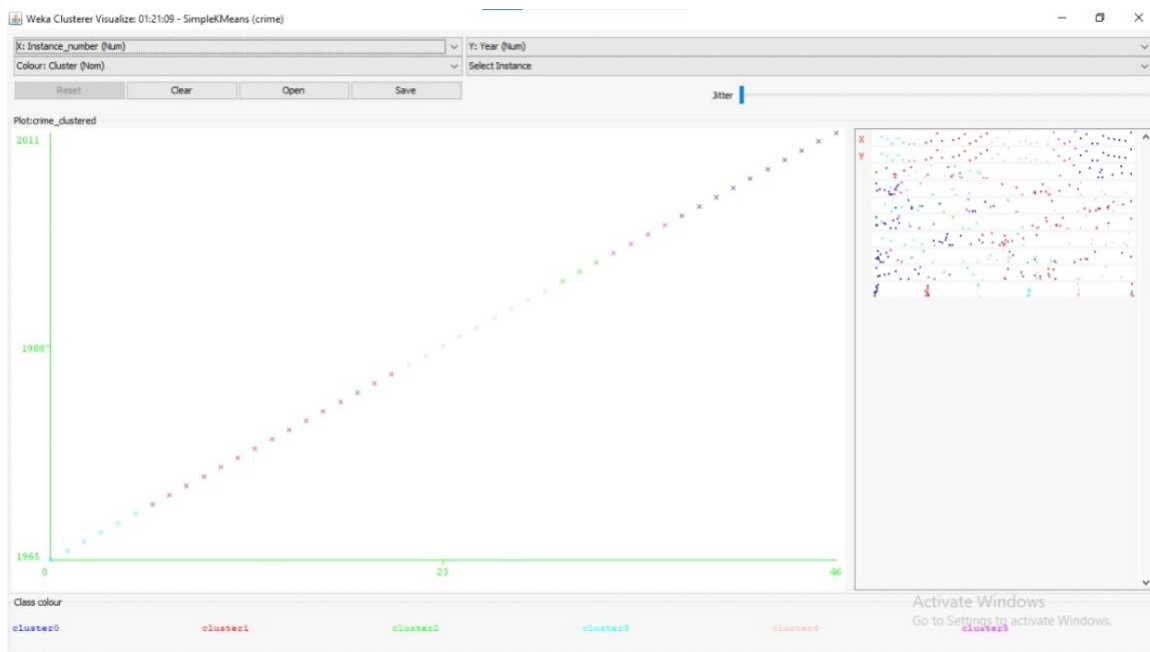 Weka Clusterer Visualize: 01:21:09 - SimpleKMeans (crime)
X: Instance_number (Num) Y: Year (Num)
Colour: Cluster (Nom) Select Instance
Reset Clear Open Save Jitter
Plot:crime_clustered
2011
X
Y
1988
1965
0 23 46
Class colour
Activate Windows
Go to Settings to activate Windows.
cluster0 cluster1 cluster2 cluster3 cluster4 cluster5